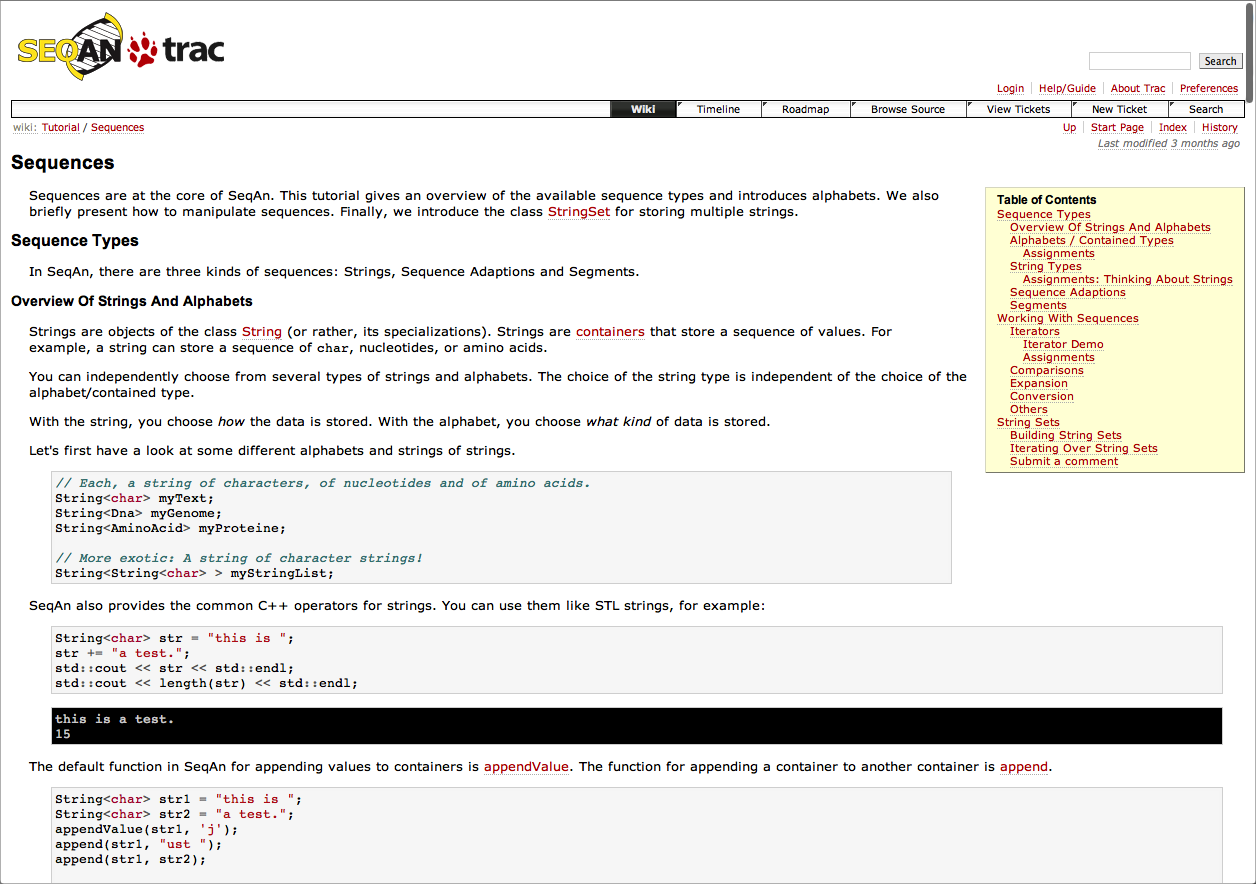 SEQAN trac
Search
Login Help/Guide About Trac Preferences
Wiki Timeline Roadmap Browse Source View Tickets New Ticket Search
wiki: Tutorial / Sequences
Up Start Page Index History
Last modified 3 months ago
Sequences
Sequences are at the core of SeqAn. This tutorial gives an overview of the available sequence types and introduces alphabets. We also
briefly present how to manipulate sequences. Finally, we introduce the class StringSet for storing multiple strings.
Table of Contents
Sequence Types
Overview Of Strings And Alphabets
Alphabets / Contained Types
Assignments
String Types
Assignments: Thinking About Strings
Sequence Adaptions
Segments
Working With Sequences
Iterators
Iterator Demo
Assignments
Comparisons
Expansion
Conversion
Others
String Sets
Building String Sets
Iterating Over String Sets
Submit a comment
Sequence Types
In SeqAn, there are three kinds of sequences: Strings, Sequence Adaptions and Segments.
Overview Of Strings And Alphabets
Strings are objects of the class String (or rather, its specializations). Strings are containers that store a sequence of values. For
example, a string can store a sequence of char, nucleotides, or amino acids.
You can independently choose from several types of strings and alphabets. The choice of the string type is independent of the choice of the
alphabet/contained type.
With the string, you choose how the data is stored. With the alphabet, you choose what kind of data is stored.
Let's first have a look at some different alphabets and strings of strings.
// Each, a string of characters, of nucleotides and of amino acids.
String<char> myText;
String<Dna> myGenome;
String<AminoAcid> myProteine;
// More exotic: A string of character strings!
String<String<char> > myStringList;
SeqAn also provides the common C++ operators for strings. You can use them like STL strings, for example:
String<char> str = "this is ";
str += "a test.";
std::cout << str << std::endl;
std::cout << length(str) << std::endl;
this is a test.
15
The default function in SeqAn for appending values to containers is appendValue. The function for appending a container to another container is append.
String<char> str1 = "this is ";
String<char> str2 = "a test.";
appendValue(str1, 'j');
append(str1, "ust ");
append(str1, str2);